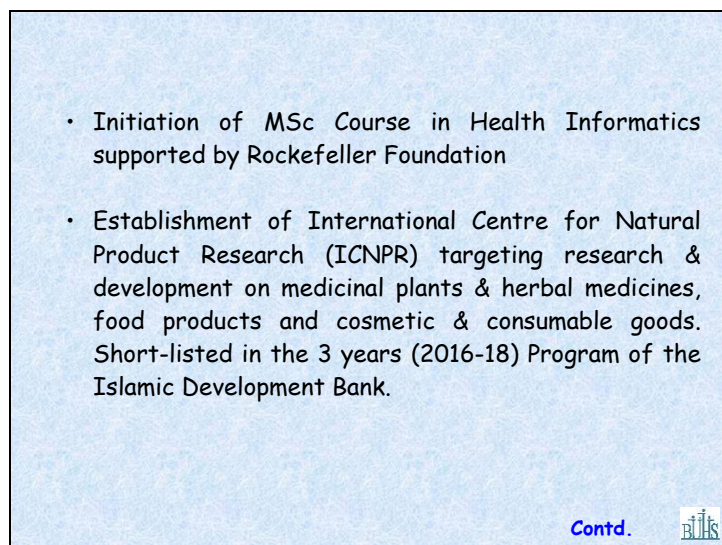 • Initiation of MSc Course in Health Informatics
supported by Rockefeller Foundation
• Establishment of International Centre for Natural
Product Research (ICNPR) targeting research &
development on medicinal plants & herbal medicines,
food products and cosmetic & consumable goods.
Short-listed in the 3 years (2016-18) Program of the
Islamic Development Bank.
Contd.
BUHS